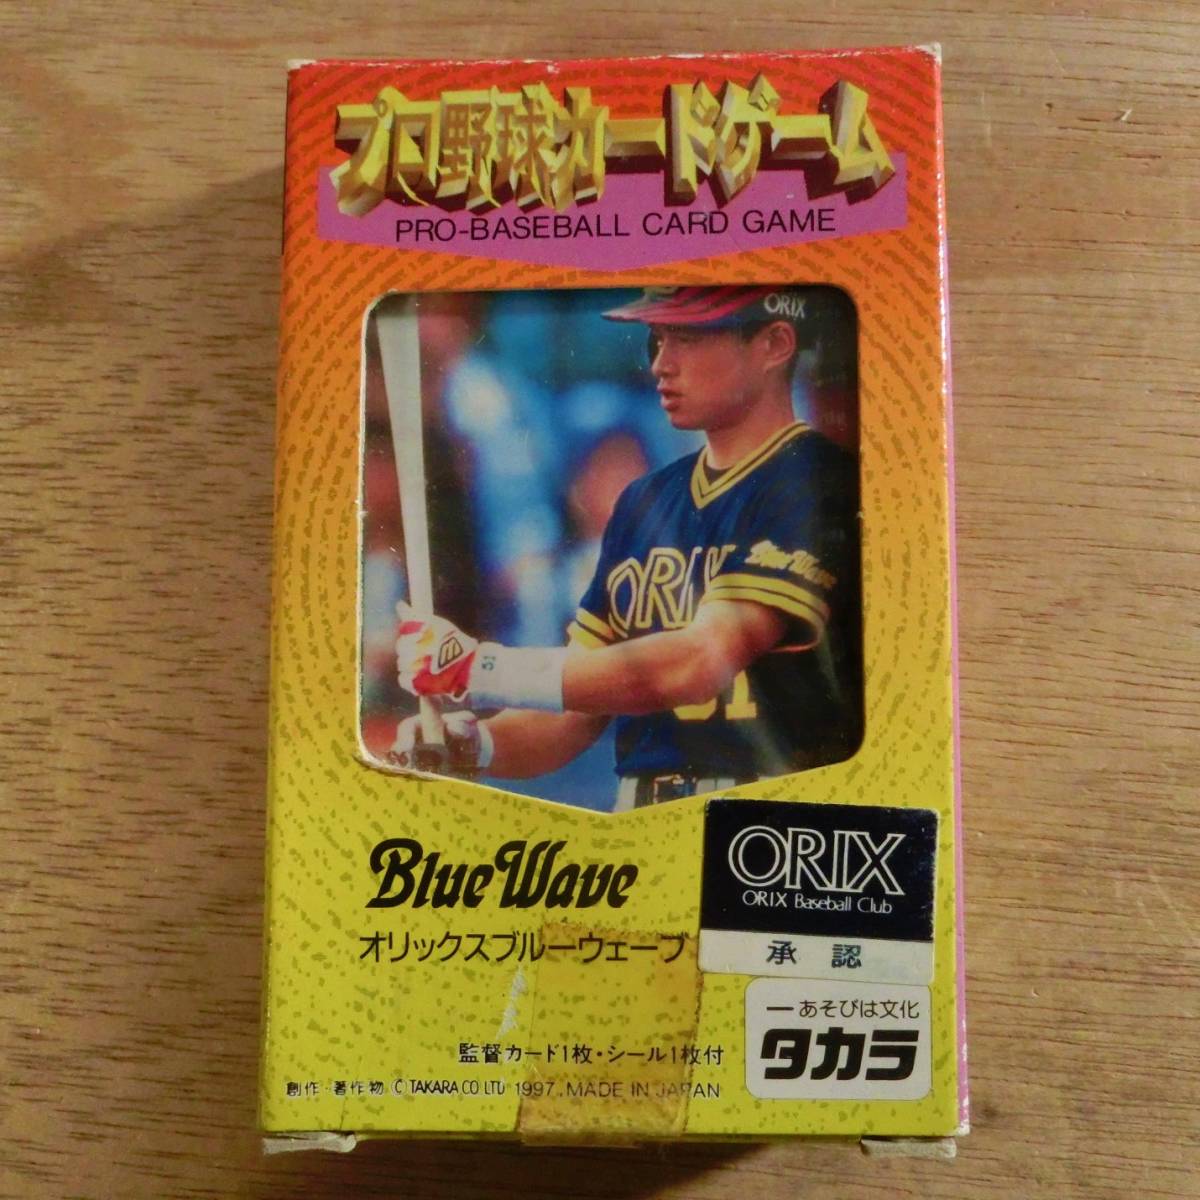 プロ野球カードゲーム
PRO-BASEBALL CARD GAME
ORIX
Blue Wave
ORIX
51
51
Blue Wave
オリックスブルーウェーブ
ORIX
ORIX Baseball Club
承認
ーあそびは文化
タカラ
監督カード1枚・シール1枚付
創作・著作物 © TAKARA CO LTD 1997 MADE IN JAPAN